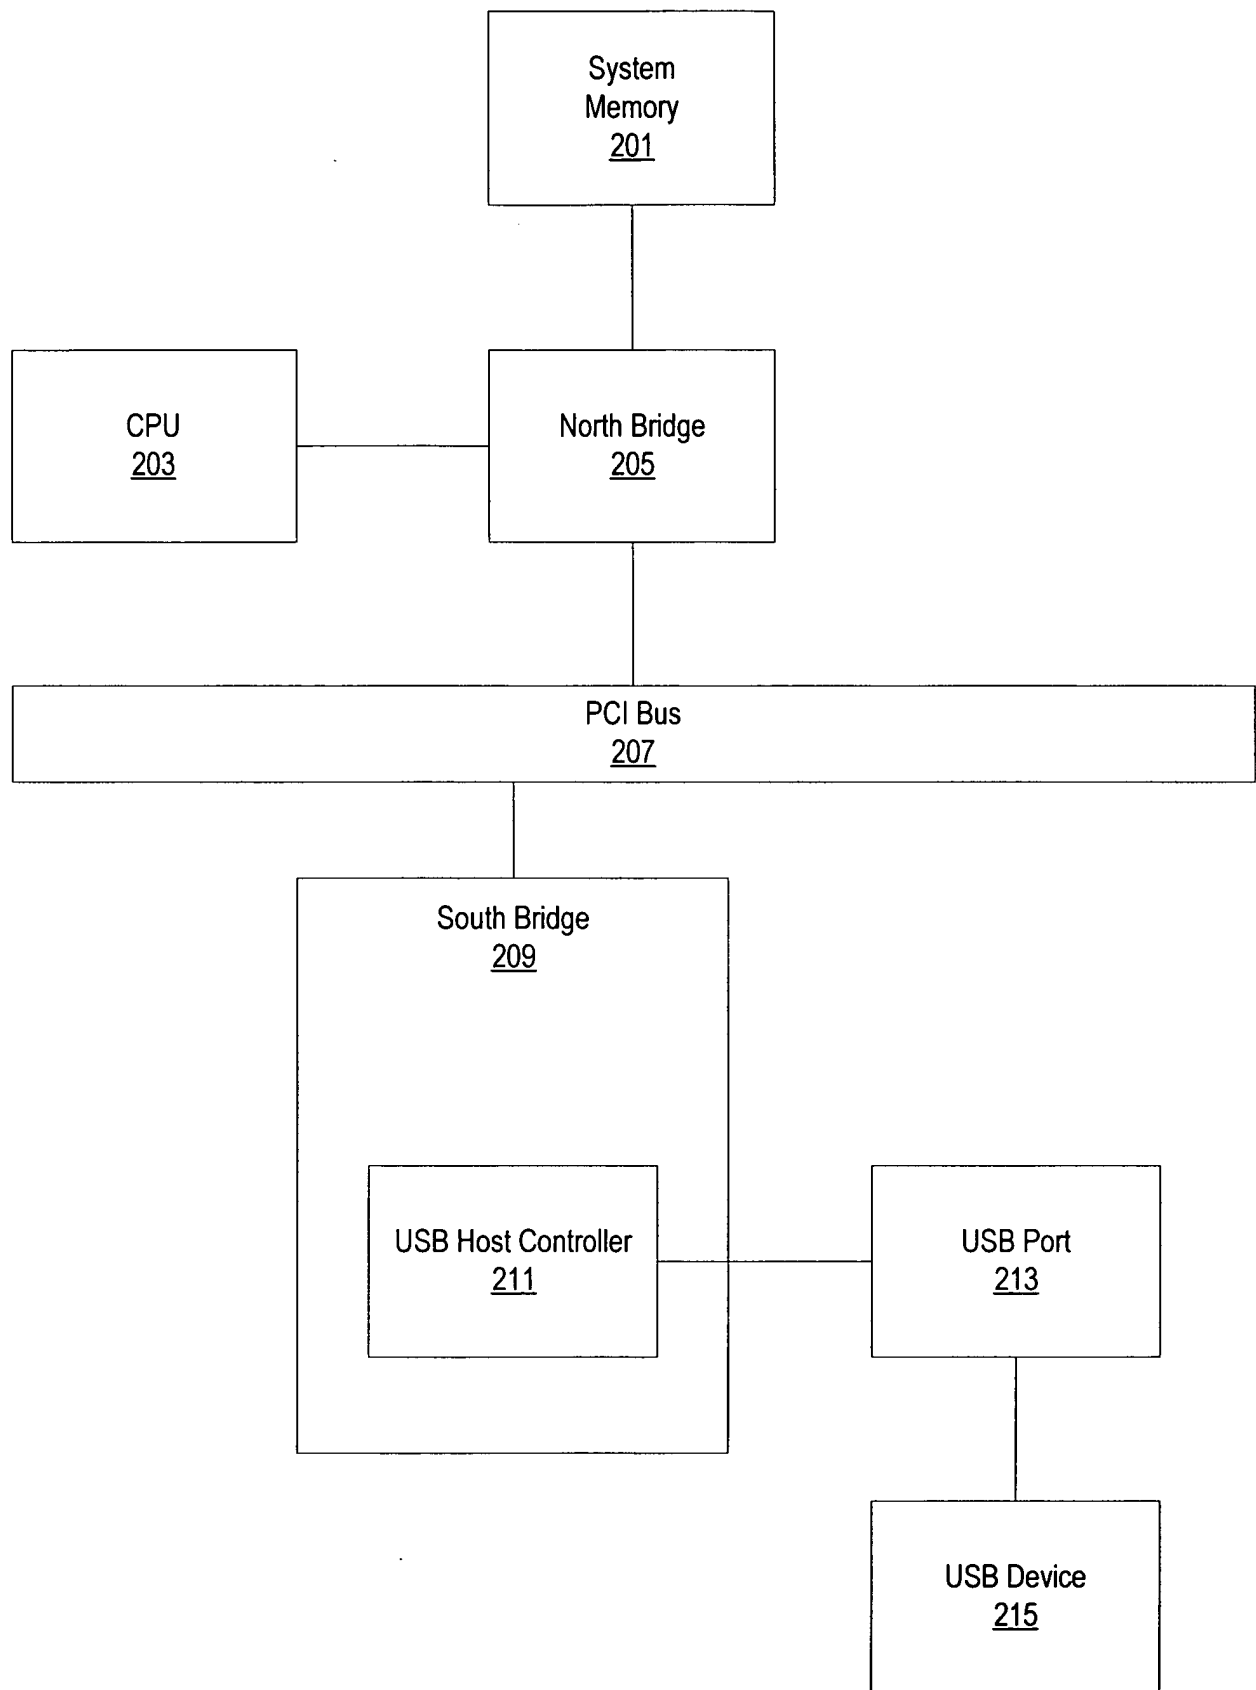 System
Memory
201
CPU
203
North Bridge
205
PCI Bus
207
South Bridge
209
USB Host Controller
211
USB Port
213
USB Device
215